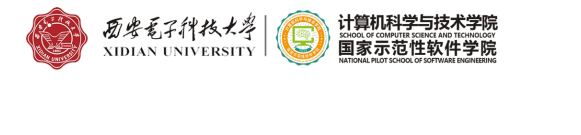 西安电子科技大学
XIDIAN UNIVERSITY
计算机科学与技术学院
SCHOOL OF COMPUTER SCIENCE AND TECHNOLOGY
国家示范性软件学院
NATIONAL PILOT SCHOOL OF SOFTWARE ENGINEERING